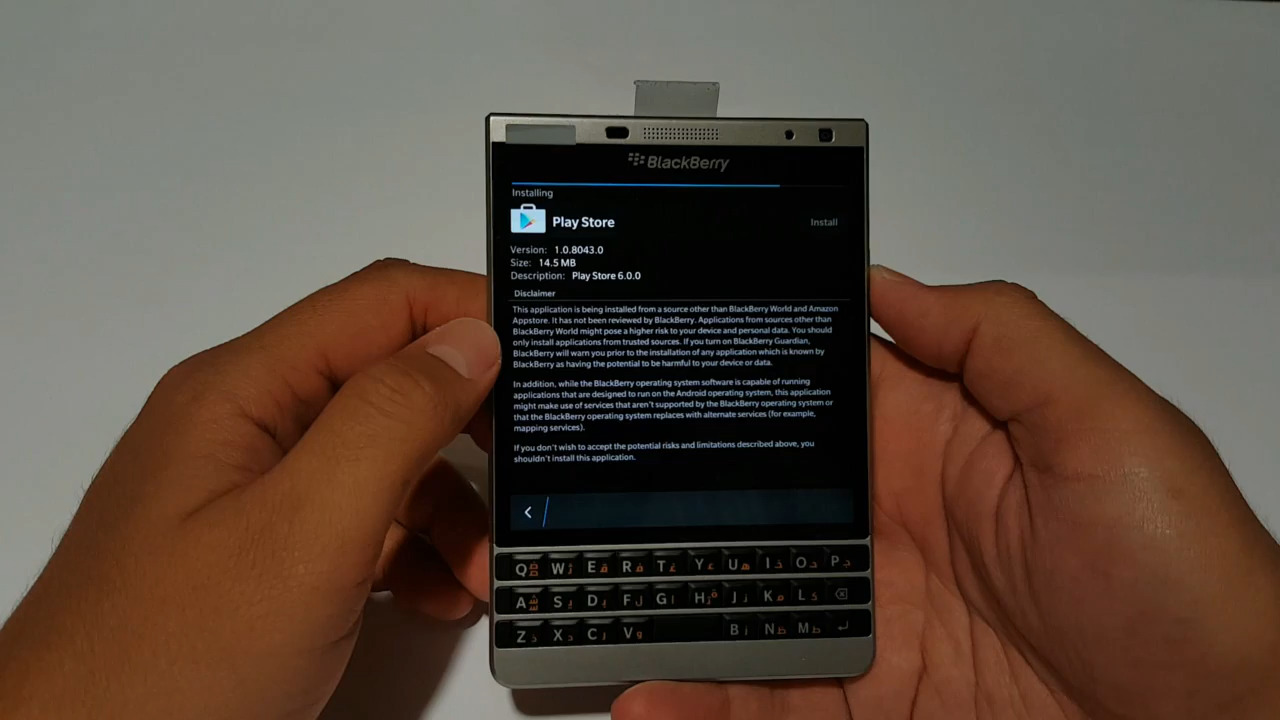 BlackBerry
Installing
Play Store
Install
Version: 1.0.8043.0
Size: 14.5 MB
Description: Play Store 6.0.0
Disclaimer
This application is being installed from a source other than BlackBerry World and Amazon
Appstore. It has not been reviewed by BlackBerry. Applications from sources other than
BlackBerry World might pose a higher risk to your device and personal data. You should
only install applications from trusted sources. If you turn on BlackBerry Guardian,
BlackBerry will warn you prior to the installation of any application which is known by
BlackBerry as having the potential to be harmful to your device or data.
In addition, while the BlackBerry operating system software is capable of running
applications that are designed to run on the Android operating system, this application
might make use of services that aren't supported by the BlackBerry operating system or
that the BlackBerry operating system replaces with alternate services (for example,
mapping services).
If you don't wish to accept the potential risks and limitations described above, you
shouldn't install this application.
Q W E R T Y U I O P
A S D F G H J K L
Z X C V B N M